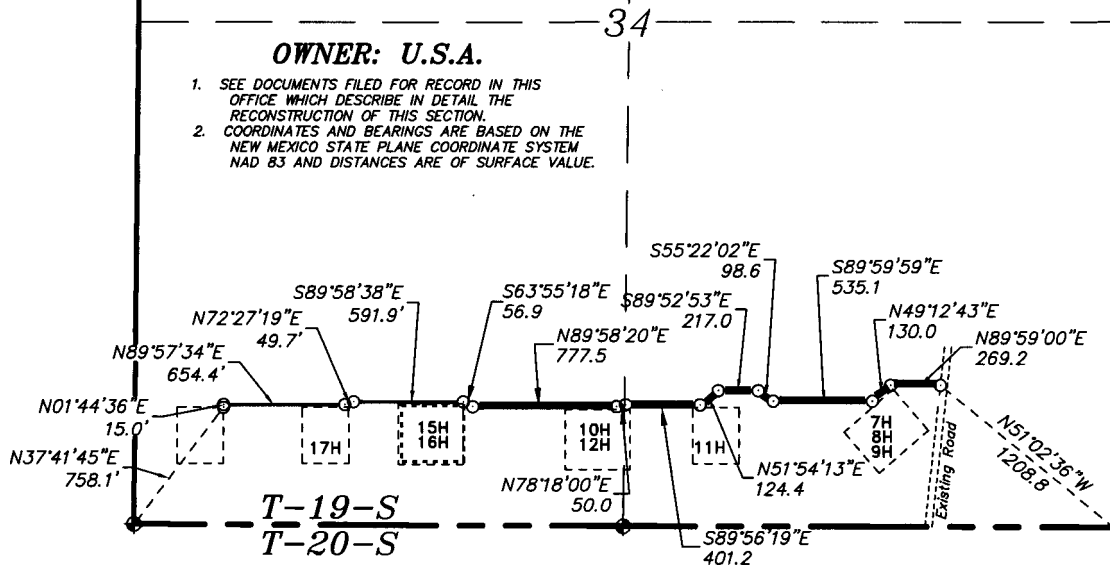 34
OWNER: U.S.A.
1. SEE DOCUMENTS FILED FOR RECORD IN THIS
OFFICE WHICH DESCRIBE IN DETAIL THE
RECONSTRUCTION OF THIS SECTION.
2. COORDINATES AND BEARINGS ARE BASED ON THE
NEW MEXICO STATE PLANE COORDINATE SYSTEM
NAD 83 AND DISTANCES ARE OF SURFACE VALUE.
S55°22'02"E
98.6
S89°59'59"E
535.1
S89°58'38"E
591.9'
S63°55'18"E
56.9
S89°52'53"E
217.0
N49°12'43"E
130.0
N72°27'19"E
49.7'
N89°58'20"E
777.5
N89°59'00"E
269.2
N89°57'34"E
654.4'
N01°44'36"E
15.0'
N37°41'45"E
758.1'
17H
15H
16H
10H
12H
11H
7H
8H
9H
Existing Road
N51°02'36"W
1208.8
N51°54'13"E
124.4
N78°18'00"E
50.0
S89°56'19"E
401.2
T-19-S
T-20-S